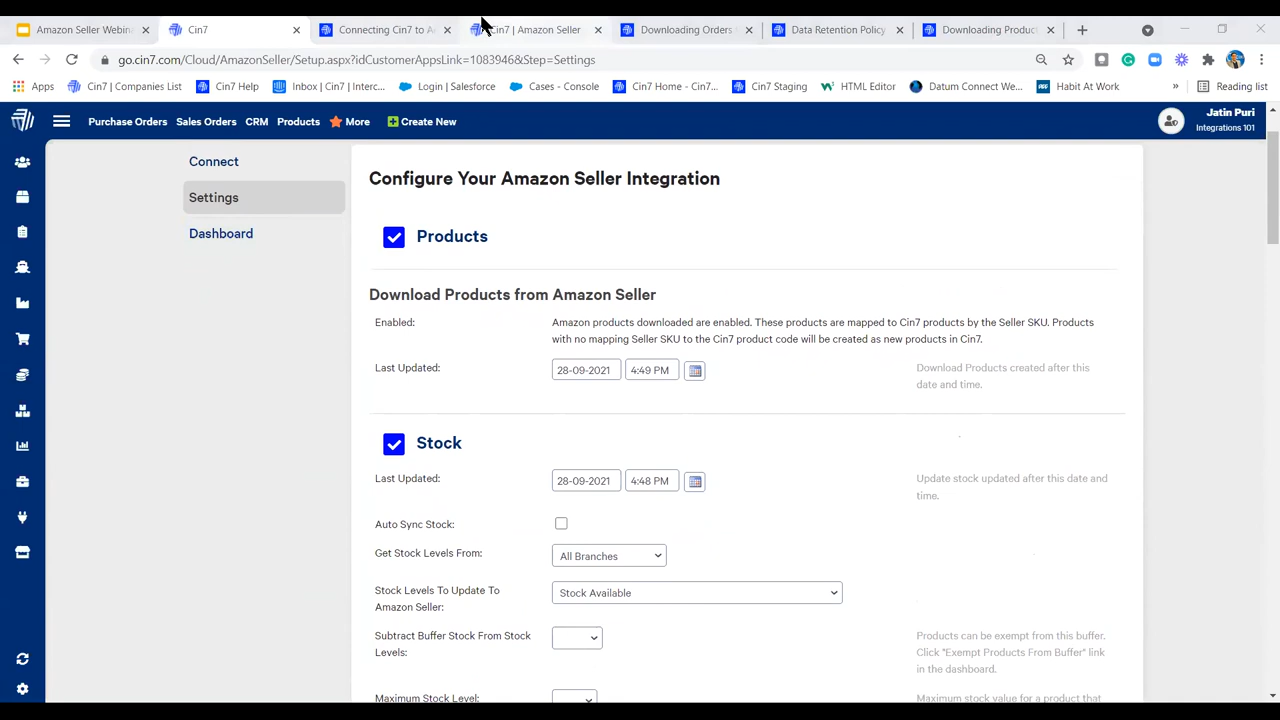 Amazon Seller Webin
Cin7
Connecting Cin7 to A
Cin7 | Amazon Seller
Downloading Orders
Data Retention Policy
Downloading Produc
go.cin7.com/Cloud/AmazonSeller/Setup.aspx?idCustomerAppsLink=1 3946&Step=Settings
Apps
Cin7 | Companies List
Cin7 Help
Inbox | Cin7 | Interc...
Login | Salesforce
Cases - Console
Cin7 Home - Cin7...
Cin7 Staging
HTML Editor
Datum Connect We...
Habit At Work
»
Reading list
Purchase Orders
Sales Orders
CRM
Products
More
Create New
Jatin Puri
Integrations 101
Connect
Settings
Dashboard
Configure Your Amazon Seller Integration
Products
Download Products from Amazon Seller
Enabled:
Amazon products downloaded are enabled. These products are mapped to Cin7 products by the Seller SKU. Products
with no mapping Seller SKU to the Cin7 product code will be created as new products in Cin7.
Last Updated:
28-09-2021
4:49 PM
Download Products created after this
date and time.
Stock
Last Updated:
28-09-2021
4:48 PM
Update stock updated after this date and
time.
Auto Sync Stock:
Get Stock Levels From:
All Branches
Stock Levels To Update To
Amazon Seller:
Stock Available
Subtract Buffer Stock From Stock
Levels:
Products can be exempt from this buffer.
Click "Exempt Products From Buffer" link
in the dashboard.
Maximum Stock Level:
Maximum stock value for a product that